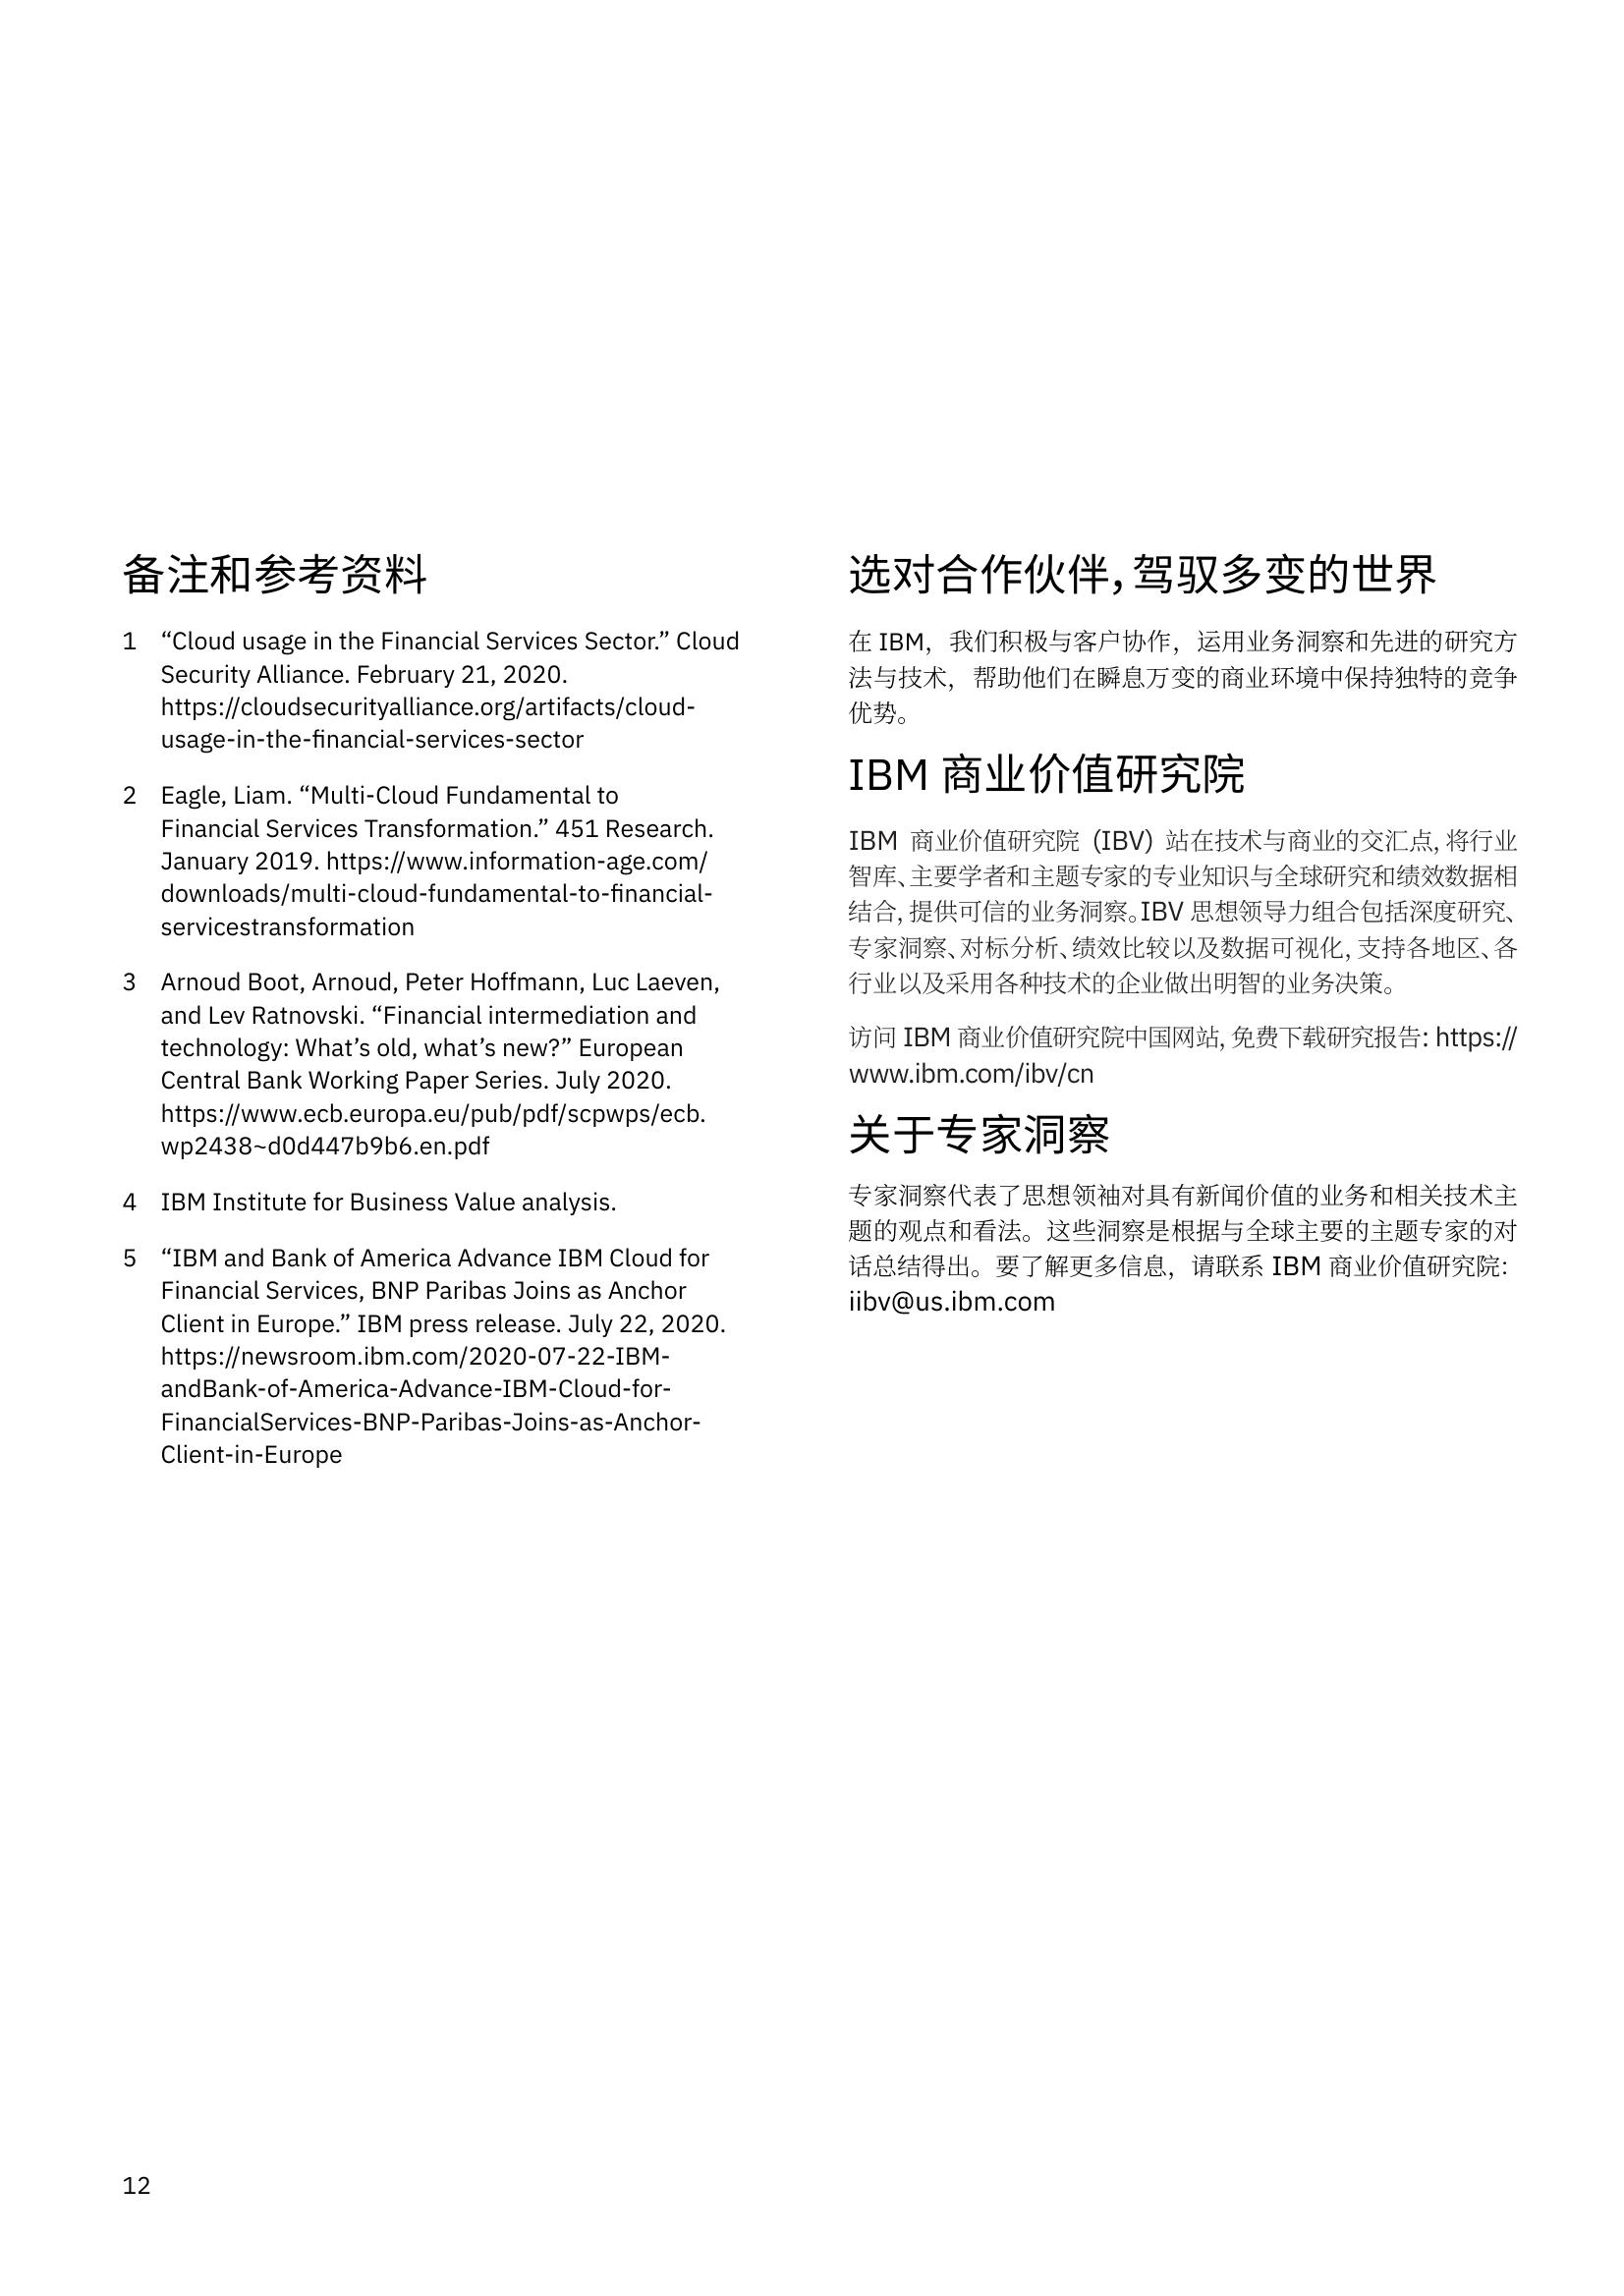 备注和参考资料
1 “Cloud usage in the Financial Services Sector.” Cloud
Security Alliance. February 21, 2020.
https://cloudsecurityalliance.org/artifacts/cloud-
usage-in-the-financial-services-sector
2 Eagle, Liam. “Multi-Cloud Fundamental to
Financial Services Transformation.” 451 Research.
January 2019. https://www.information-age.com/
downloads/multi-cloud-fundamental-to-financial-
servicestransformation
3 Arnoud Boot, Arnoud, Peter Hoffmann, Luc Laeven,
and Lev Ratnovski. “Financial intermediation and
technology: What’s old, what’s new?” European
Central Bank Working Paper Series. July 2020.
https://www.ecb.europa.eu/pub/pdf/scpwps/ecb.
wp2438~d0d447b9b6.en.pdf
4 IBM Institute for Business Value analysis.
5 “IBM and Bank of America Advance IBM Cloud for
Financial Services, BNP Paribas Joins as Anchor
Client in Europe.” IBM press release. July 22, 2020.
https://newsroom.ibm.com/2020-07-22-IBM-
andBank-of-America-Advance-IBM-Cloud-for-
FinancialServices-BNP-Paribas-Joins-as-Anchor-
Client-in-Europe
选对合作伙伴，驾驭多变的世界
在 IBM，我们积极与客户协作，运用业务洞察和先进的研究方
法与技术，帮助他们在瞬息万变的商业环境中保持独特的竞争
优势。
IBM 商业价值研究院
IBM 商业价值研究院 (IBV) 站在技术与商业的交汇点，将行业
智库、主要学者和主题专家的专业知识与全球研究和绩效数据相
结合，提供可信的业务洞察。IBV 思想领导力组合包括深度研究、
专家洞察、对标分析、绩效比较以及数据可视化，支持各地区、各
行业以及采用各种技术的企业做出明智的业务决策。
访问 IBM 商业价值研究院中国网站，免费下载研究报告：https://
www.ibm.com/ibv/cn
关于专家洞察
专家洞察代表了思想领袖对具有新闻价值的业务和相关技术主
题的观点和看法。这些洞察是根据与全球主要的主题专家的对
话总结得出。要了解更多信息，请联系 IBM 商业价值研究院：
iibv@us.ibm.com
12